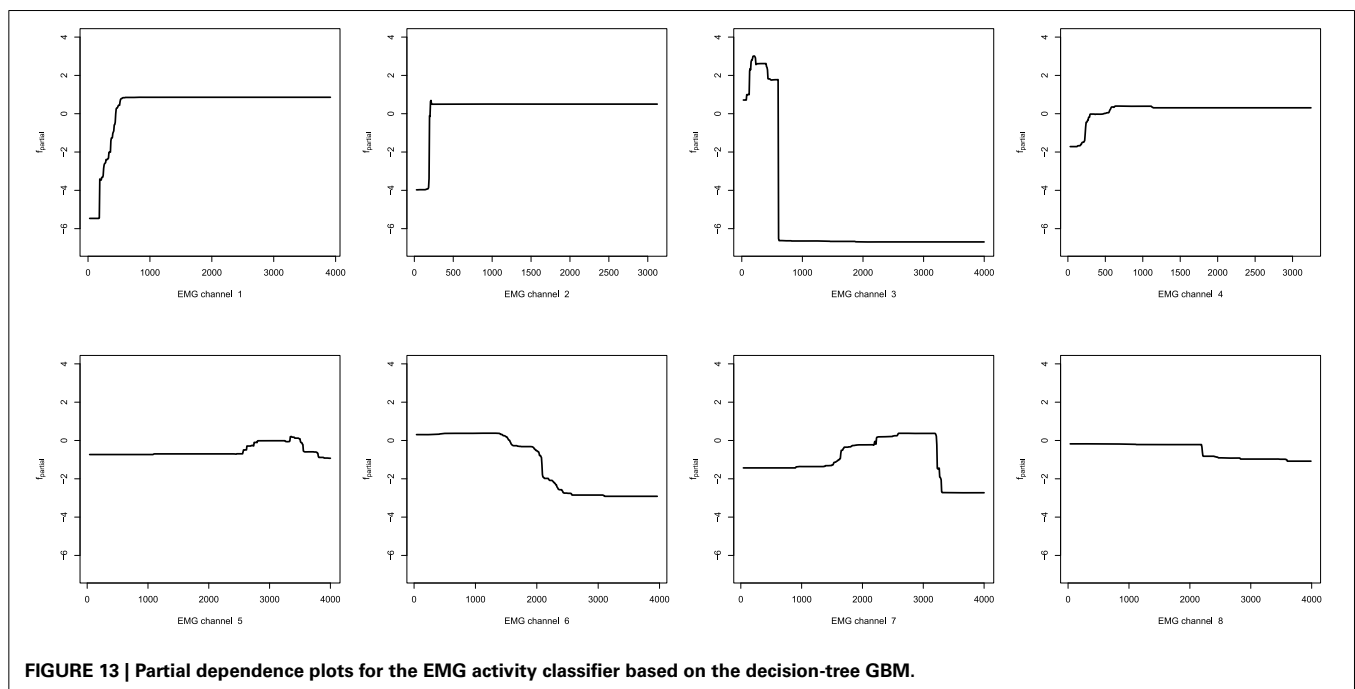 4 2 0 −2 −4 −6
f_partial
0 1000 2000 3000 4000
EMG channel 1
4 2 0 −2 −4 −6
f_partial
0 500 1000 1500 2000 2500 3000
EMG channel 2
4 2 0 −2 −4 −6
f_partial
0 1000 2000 3000 4000
EMG channel 3
4 2 0 −2 −4 −6
f_partial
0 500 1000 1500 2000 2500 3000
EMG channel 4
4 2 0 −2 −4 −6
f_partial
0 1000 2000 3000 4000
EMG channel 5
4 2 0 −2 −4 −6
f_partial
0 1000 2000 3000 4000
EMG channel 6
4 2 0 −2 −4 −6
f_partial
0 1000 2000 3000 4000
EMG channel 7
4 2 0 −2 −4 −6
f_partial
0 1000 2000 3000 4000
EMG channel 8
FIGURE 13 | Partial dependence plots for the EMG activity classifier based on the decision-tree GBM.